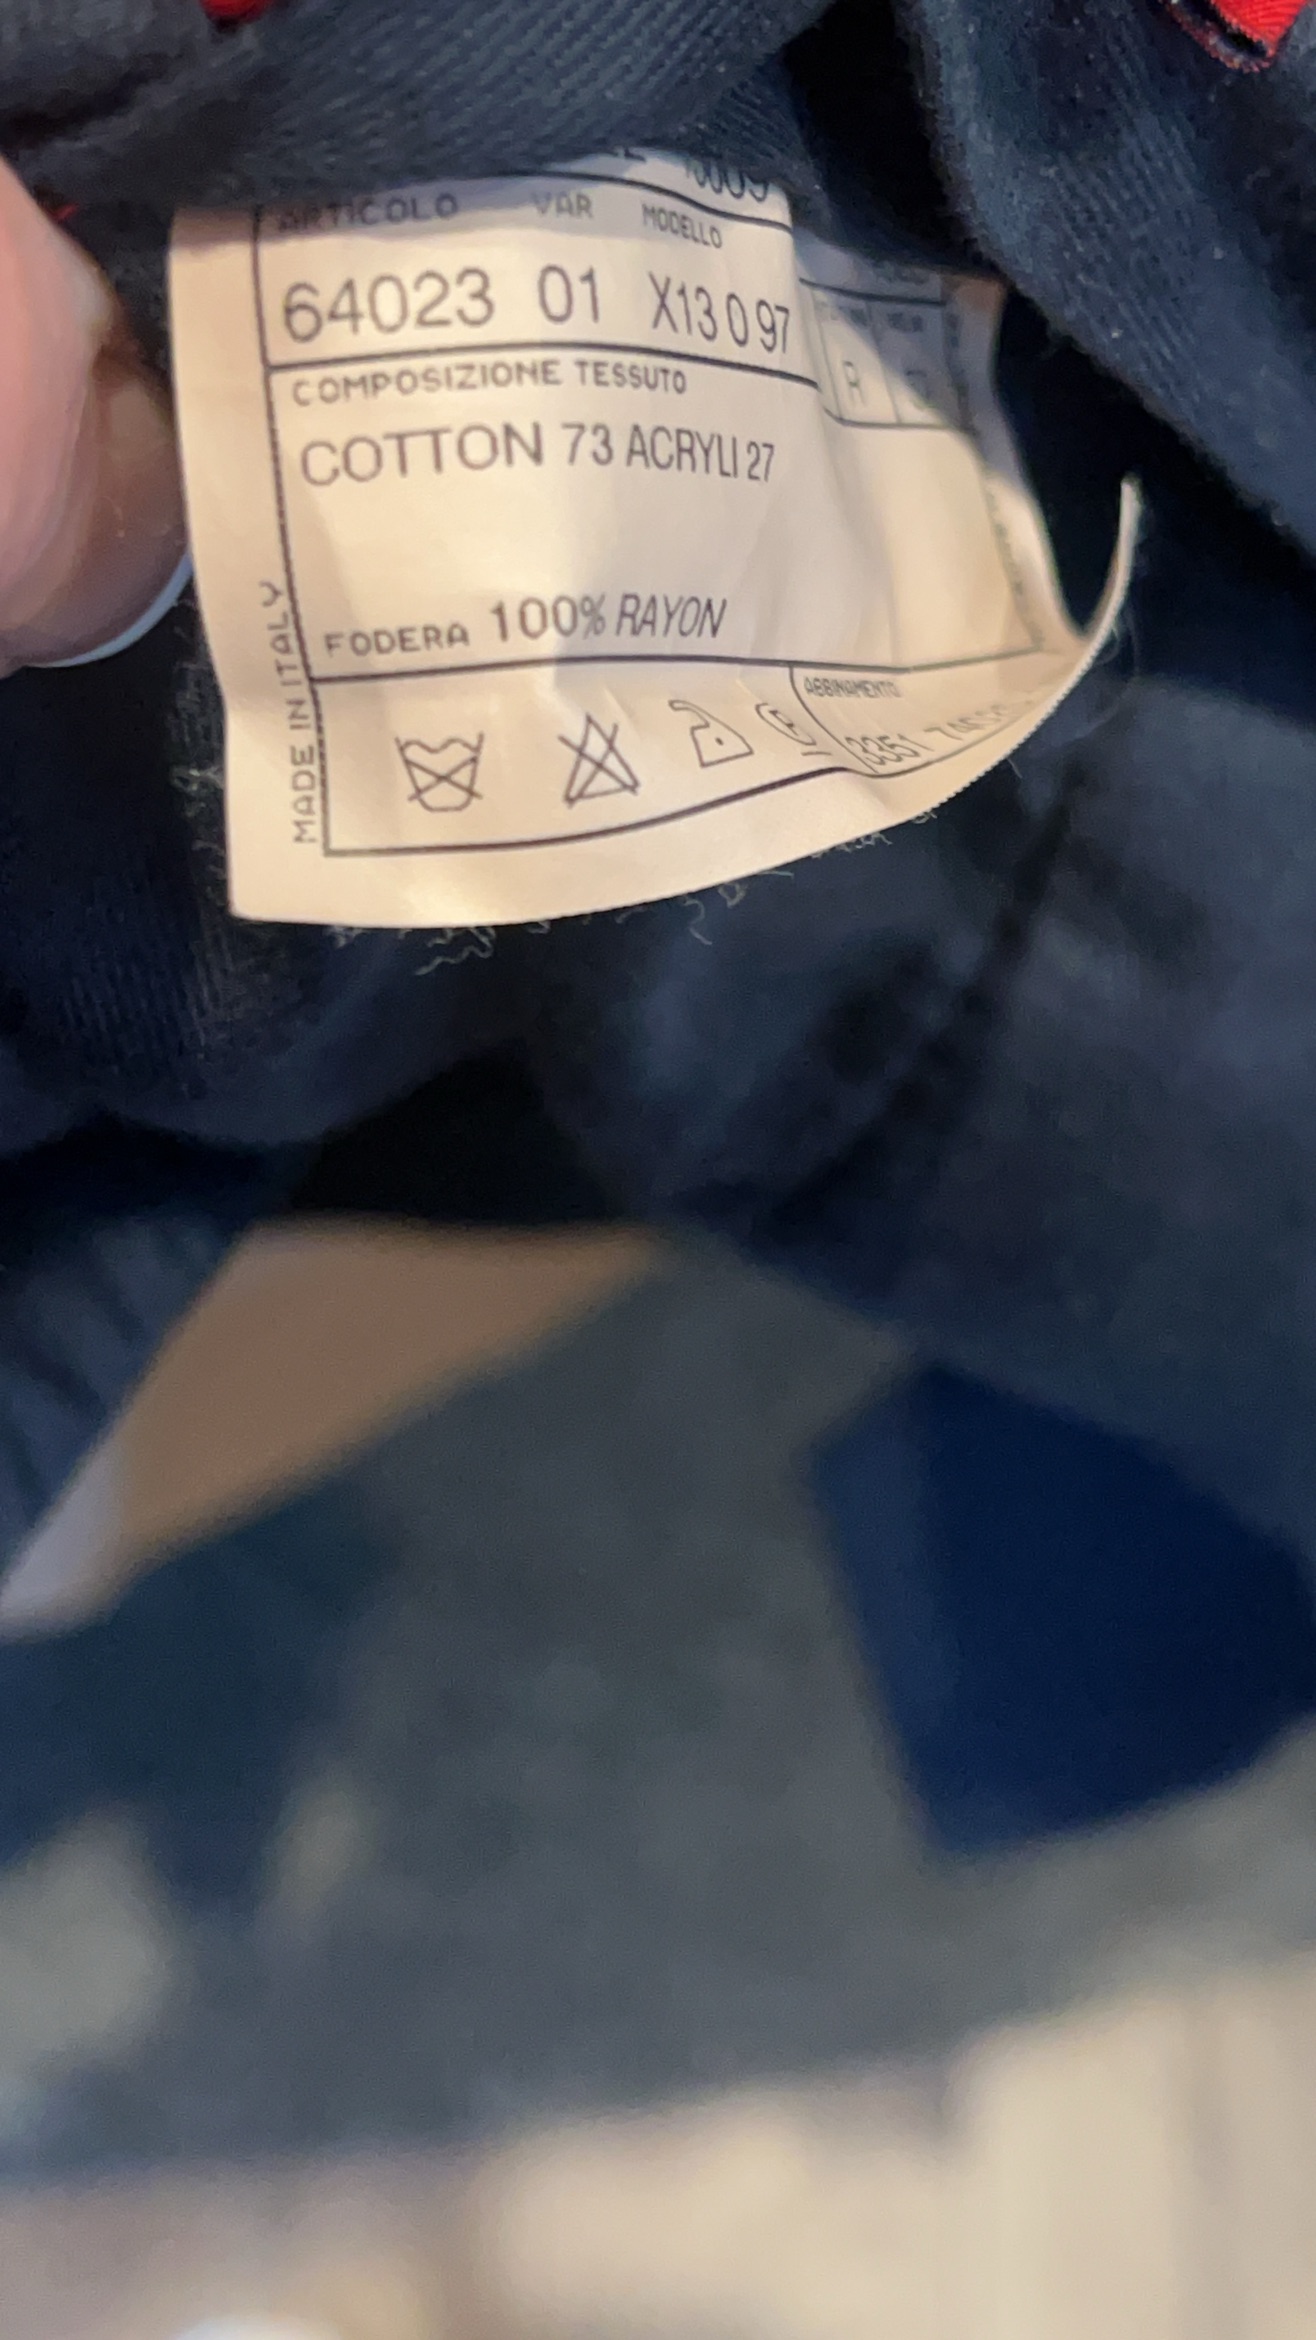 ARTICOLO VAR MODELLO
64023 01 X13 0 97
COMPOSIZIONE TESSUTO
COTTON 73 ACRYLI 27
FODERA 100% RAYON
R
MADE IN ITALY
ABBINAMENTO
3351